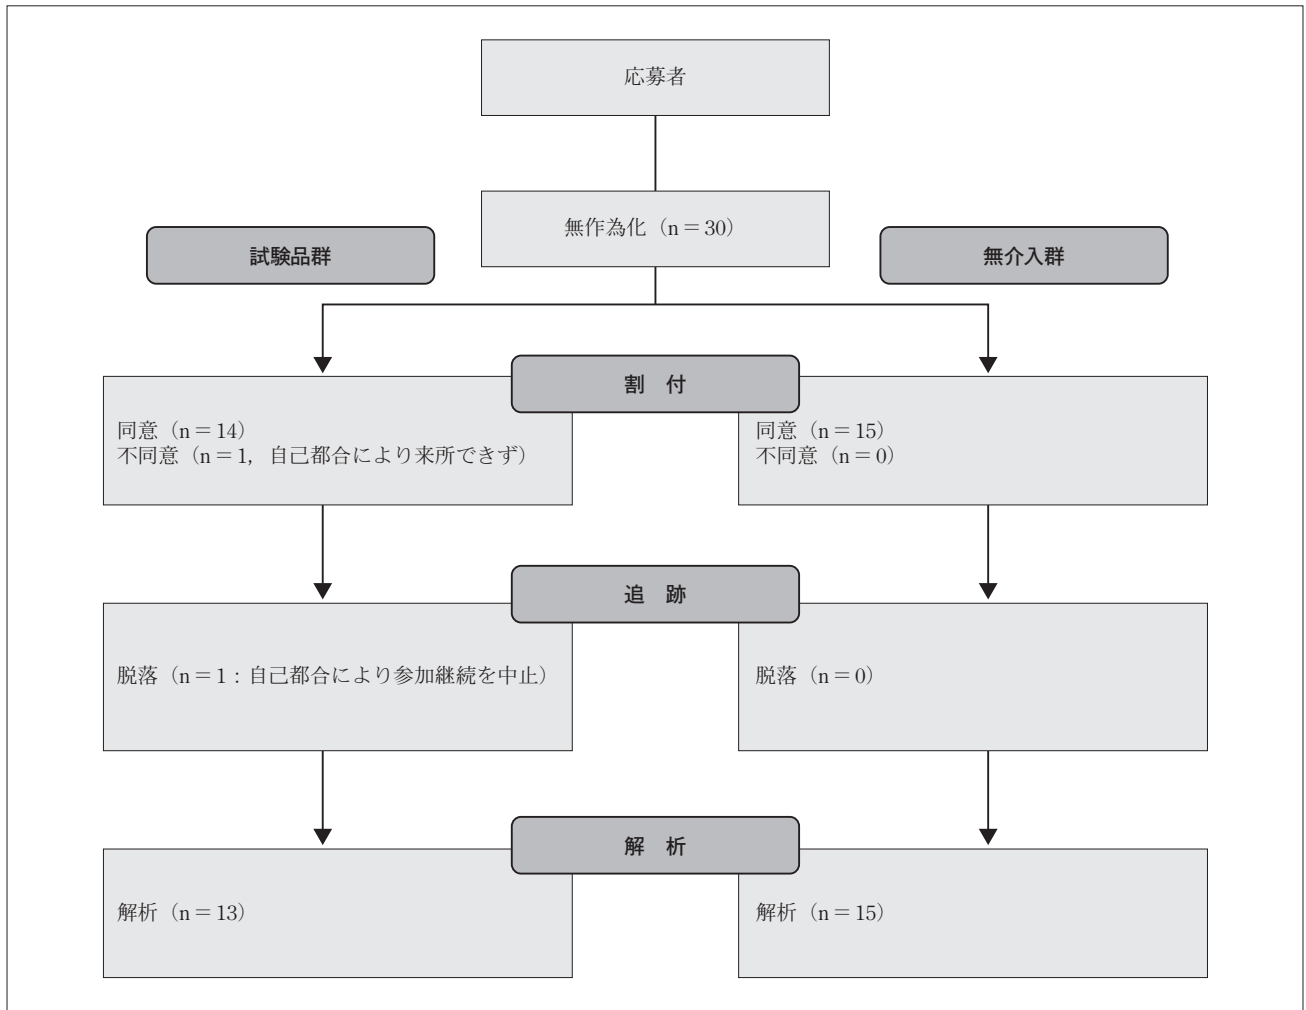 応募者
無作為化（n＝30）
試験品群
無介入群
割　付
同意（n＝14）
不同意（n＝1，自己都合により来所できず）
同意（n＝15）
不同意（n＝0）
追　跡
脱落（n＝1：自己都合により参加継続を中止）
脱落（n＝0）
解　析
解析（n＝13）
解析（n＝15）